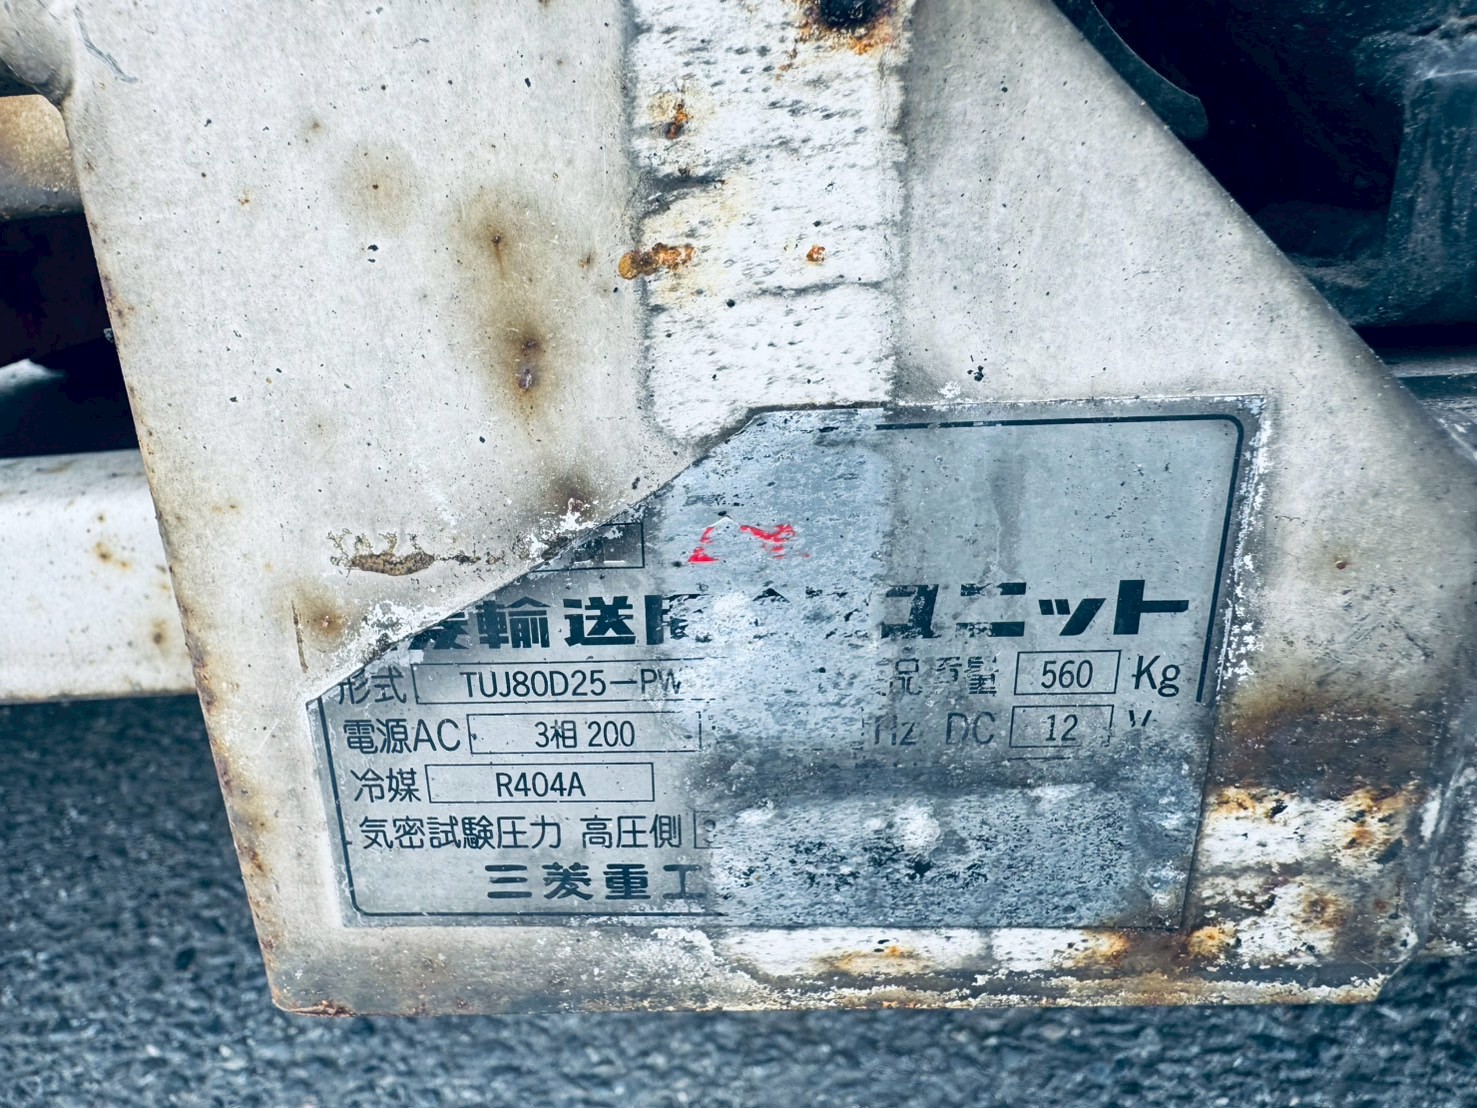 輸送 ユニット
形式 TUJ80D25-PW 量 560 Kg
電源AC 3相 200 Hz DC 12 V
冷媒 R404A
気密試験圧力 高圧側
三菱重工